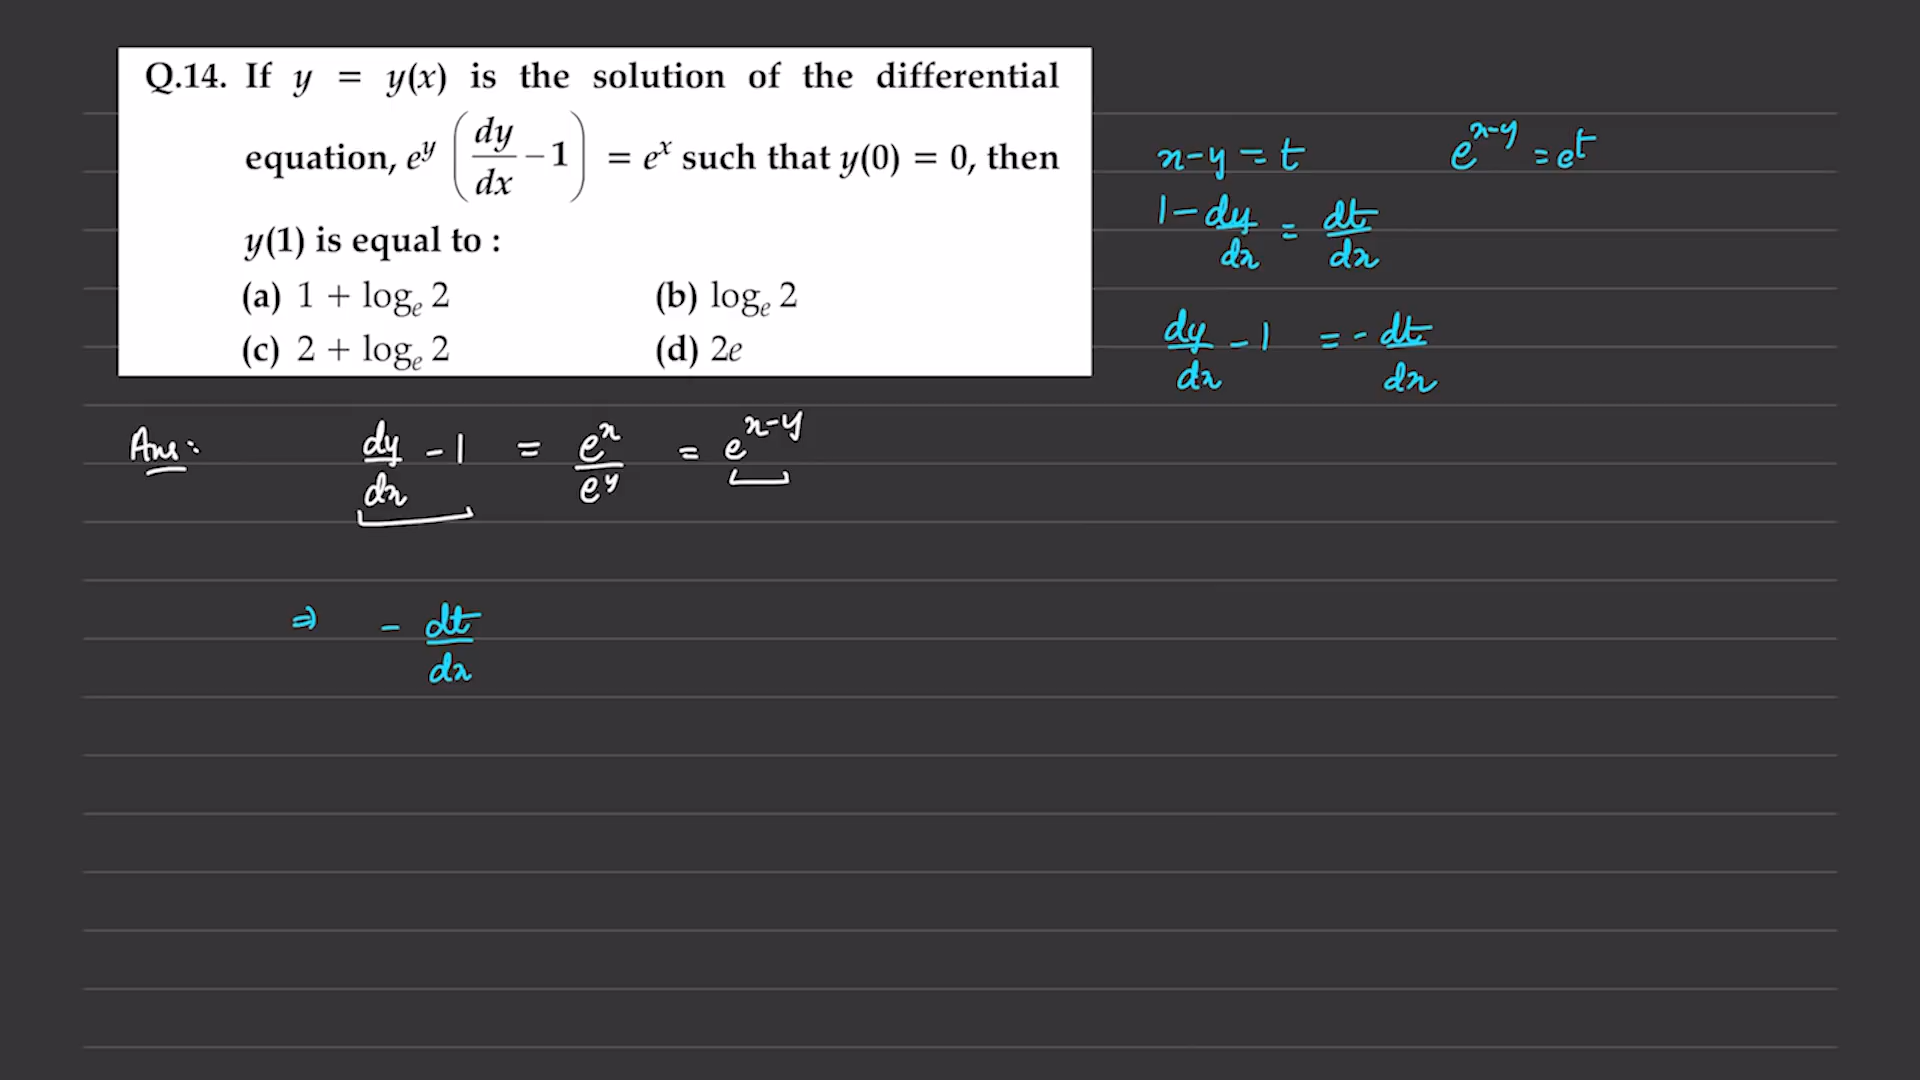 Q.14. If y = y(x) is the solution of the differential
equation, e^y (dy/dx − 1) = e^x such that y(0) = 0, then
y(1) is equal to :
(a) 1 + log_e 2 (b) log_e 2
(c) 2 + log_e 2 (d) 2e
x-y = t e^{x-y} = e^t
1 - dy/dx = dt/dx
dy/dx - 1 = - dt/dx
Ans: dy/dx - 1 = e^x/e^y = e^{x-y}
⇒ - dt/dx